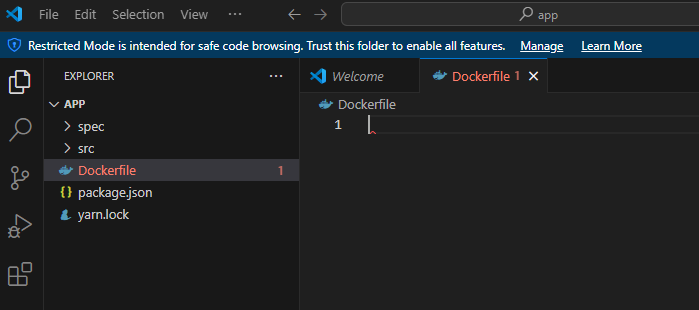 File Edit Selection View ··· app
Restricted Mode is intended for safe code browsing. Trust this folder to enable all features. Manage Learn More
EXPLORER ···
Welcome
Dockerfile 1
APP
Dockerfile
spec
1
src
Dockerfile 1
package.json
yarn.lock